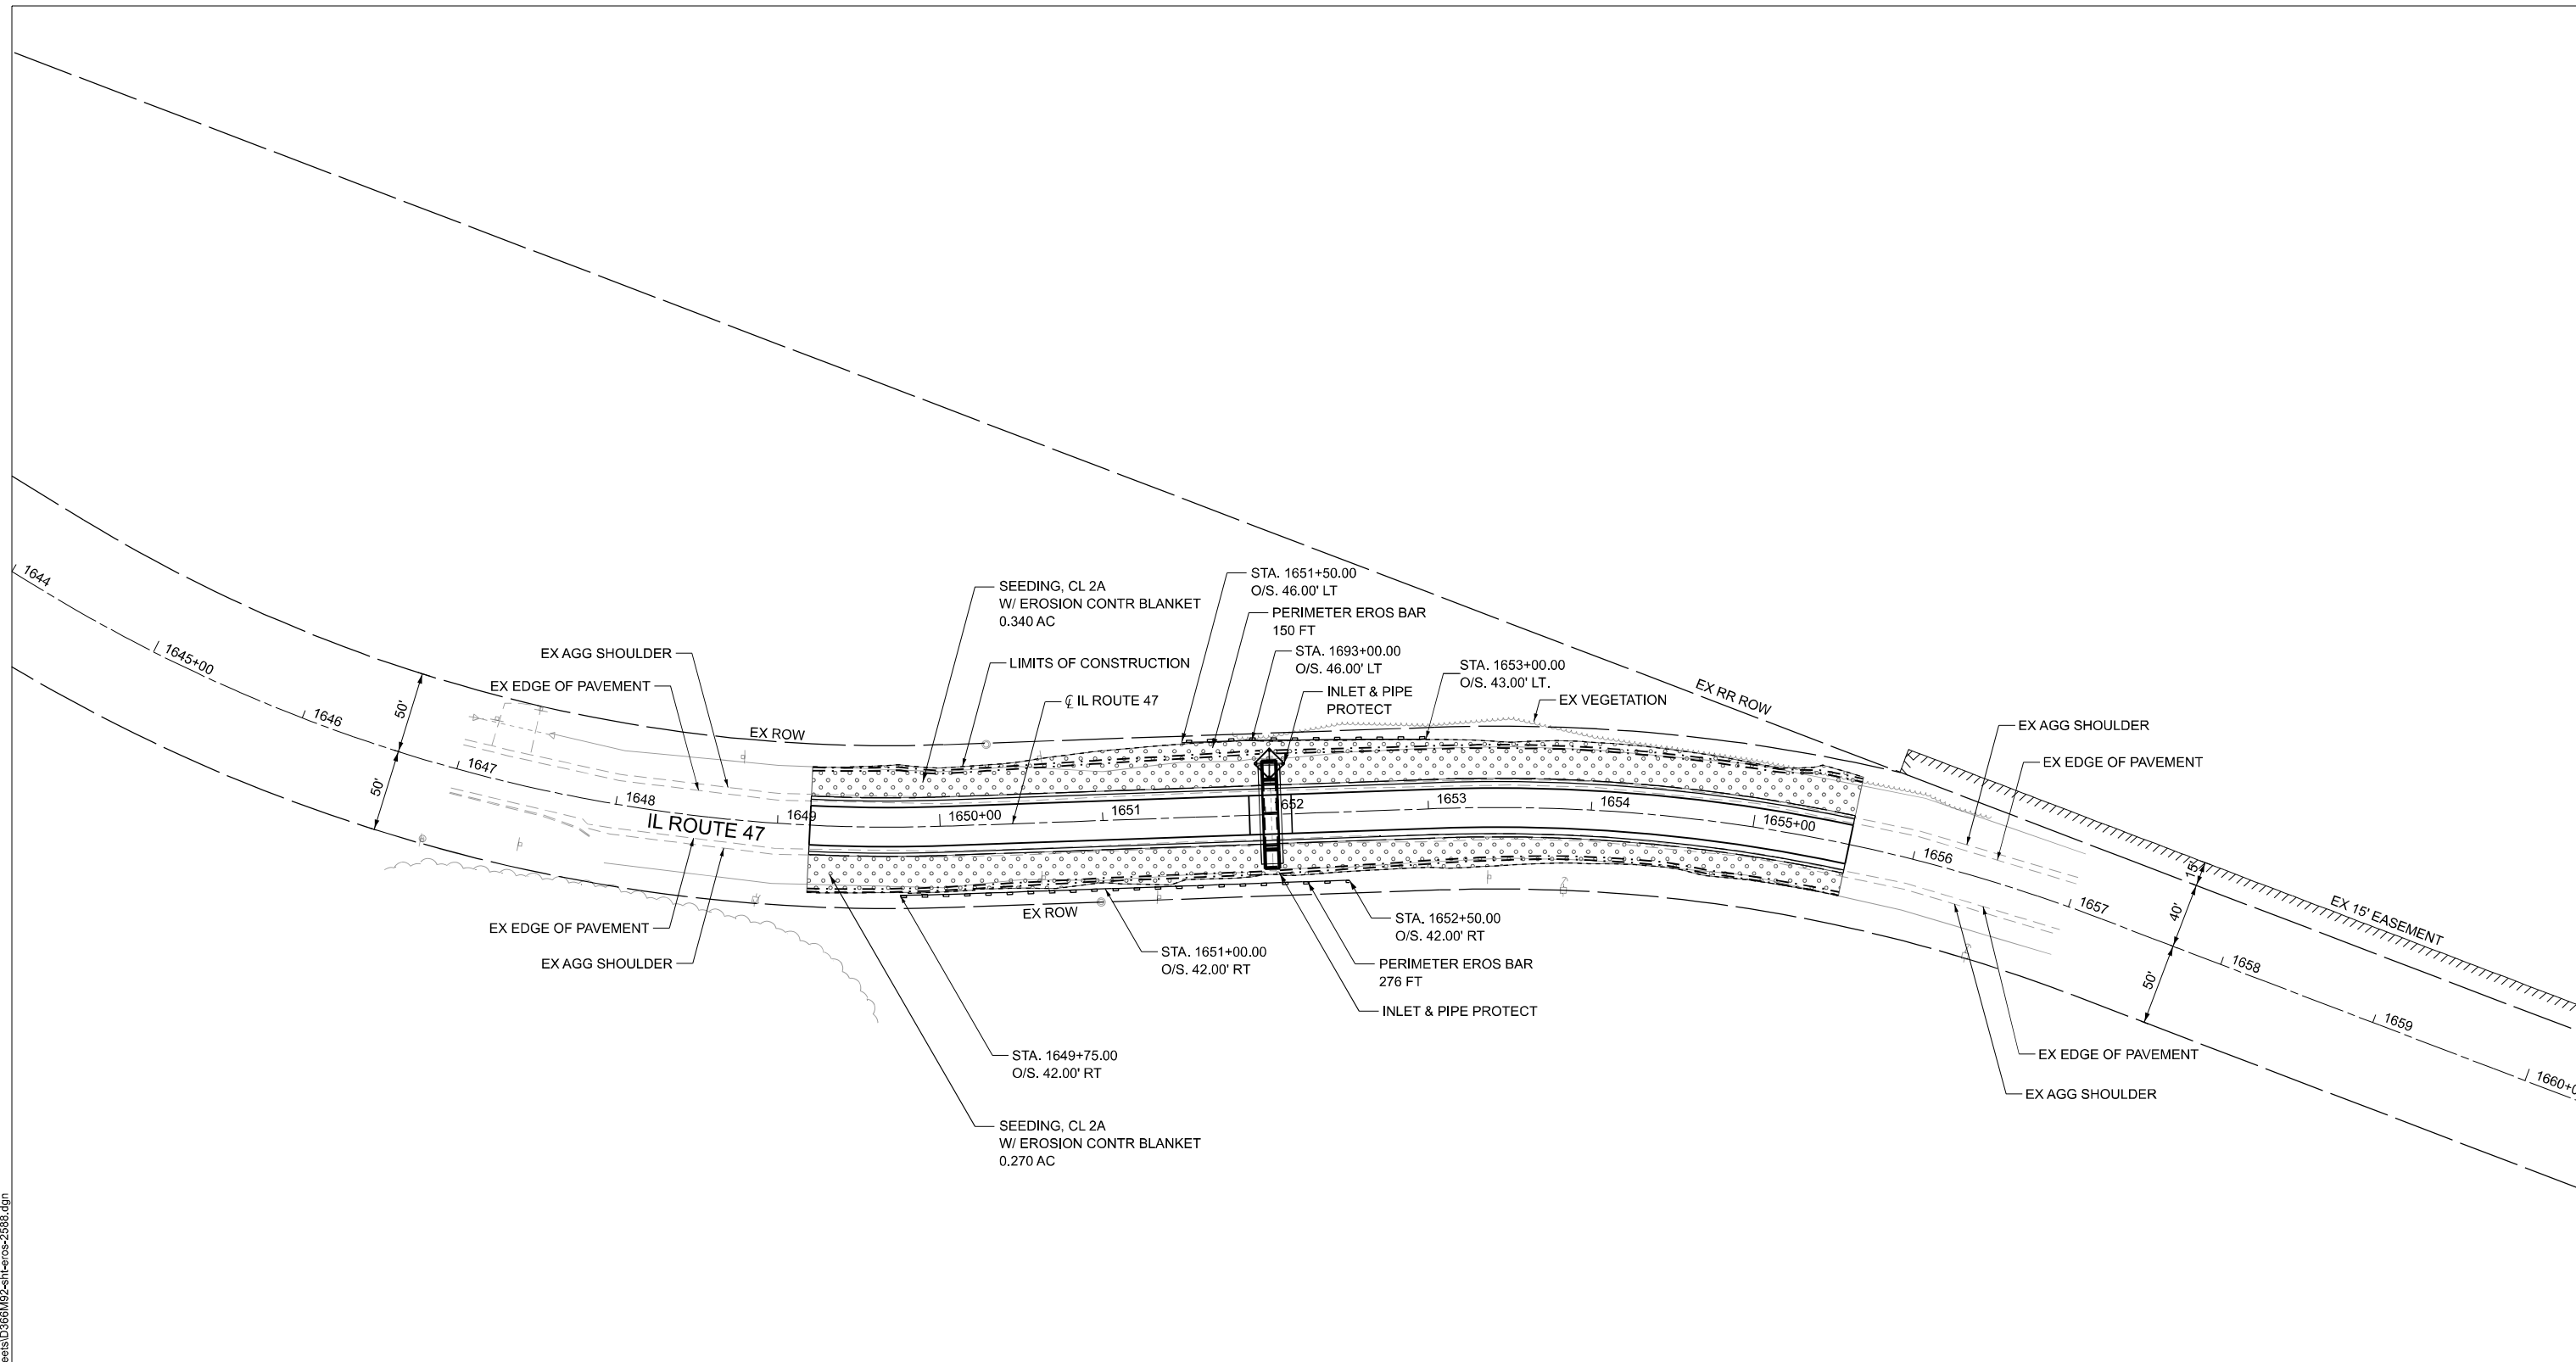 SEEDING, CL 2A
W/ EROSION CONTR BLANKET
0.340 AC
STA. 1651+50.00
O/S. 46.00' LT
PERIMETER EROS BAR
150 FT
STA. 1693+00.00
O/S. 46.00' LT
STA. 1653+00.00
O/S. 43.00' LT.
INLET & PIPE
PROTECT
EX VEGETATION
EX RR ROW
EX AGG SHOULDER
EX EDGE OF PAVEMENT
LIMITS OF CONSTRUCTION
℄ IL ROUTE 47
EX ROW
EX AGG SHOULDER
EX EDGE OF PAVEMENT
50'
50'
1644
1645+00
1646
1647
1648
1649
1650+00
1651
1652
1653
1654
1655+00
1656
1657
1658
1659
IL ROUTE 47
15'
40'
50'
EX 15' EASEMENT
EX EDGE OF PAVEMENT
EX AGG SHOULDER
EX ROW
STA. 1651+00.00
O/S. 42.00' RT
STA. 1652+50.00
O/S. 42.00' RT
PERIMETER EROS BAR
276 FT
INLET & PIPE PROTECT
STA. 1649+75.00
O/S. 42.00' RT
SEEDING, CL 2A
W/ EROSION CONTR BLANKET
0.270 AC
EX EDGE OF PAVEMENT
EX AGG SHOULDER
1660+0
eets\D366M92-sht-eros-2588.dgn